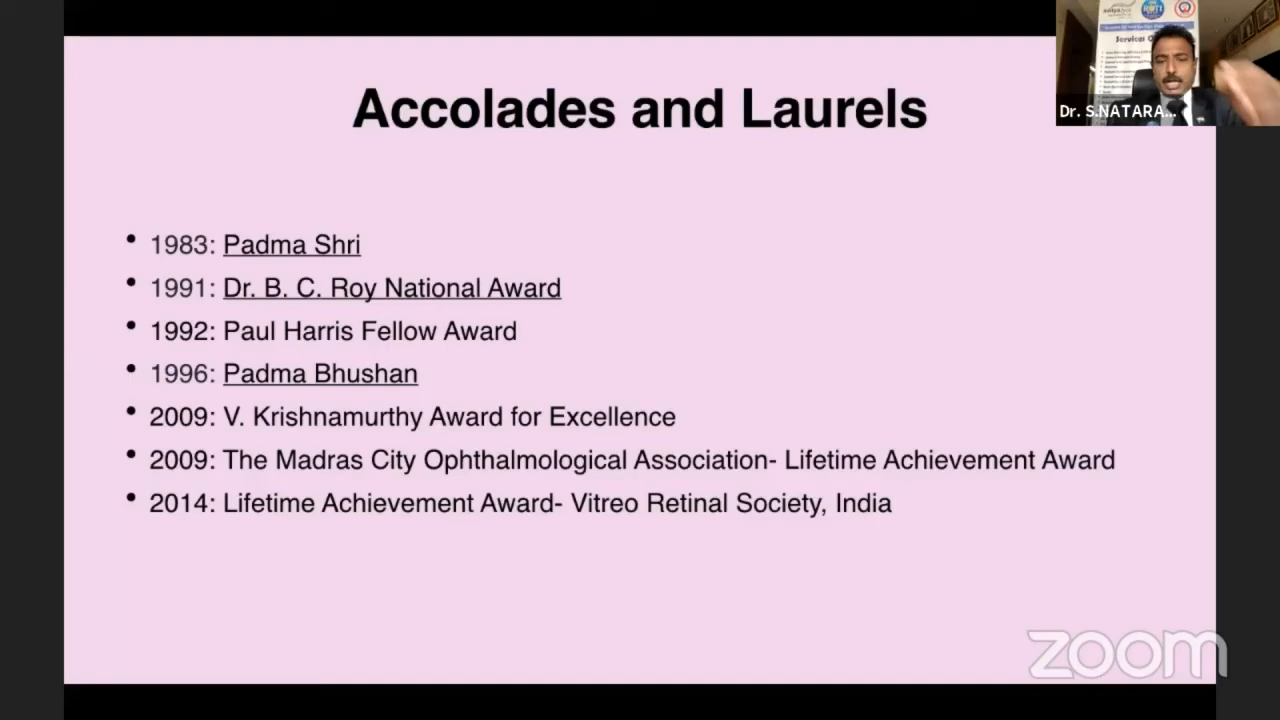 Accolades and Laurels
• 1983: Padma Shri
• 1991: Dr. B. C. Roy National Award
• 1992: Paul Harris Fellow Award
• 1996: Padma Bhushan
• 2009: V. Krishnamurthy Award for Excellence
• 2009: The Madras City Ophthalmological Association- Lifetime Achievement Award
• 2014: Lifetime Achievement Award- Vitreo Retinal Society, India
Dr. S.NATARA...
zoom